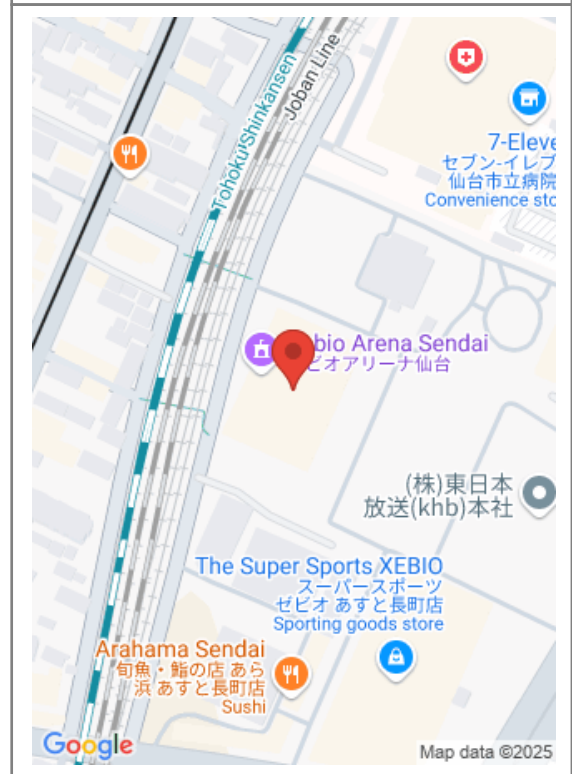 Tohoku Shinkansen
Joban Line
7-Eleve
セブン-イレブ
仙台市立病院
Convenience sto
bio Arena Sendai
ビオアリーナ仙台
(株)東日本
放送(khb)本社
The Super Sports XEBIO
スーパースポーツ
ゼビオ あすと長町店
Sporting goods store
Arahama Sendai
旬魚・鮨の店 あら
浜 あすと長町店
Sushi
Google
Map data ©2025